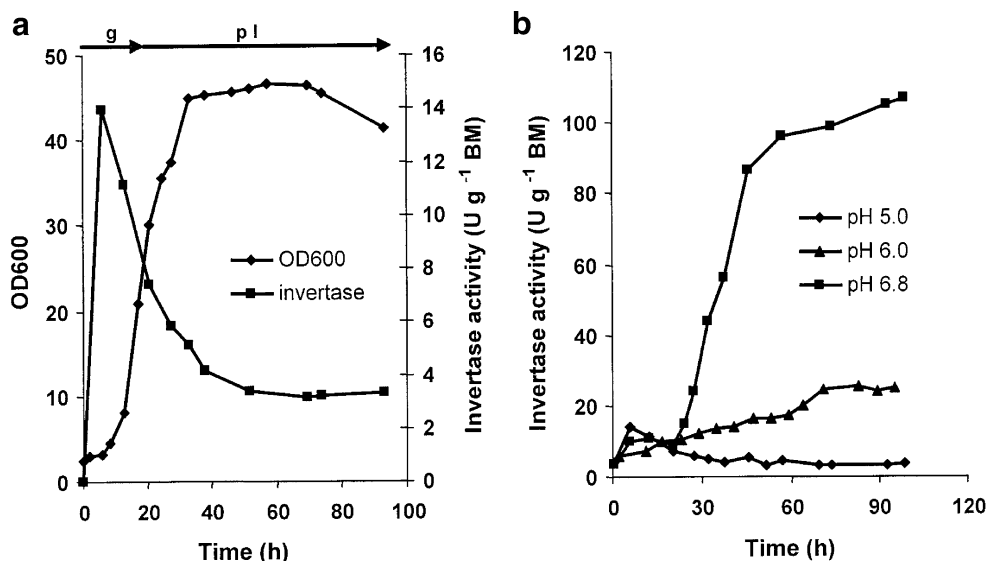 a
g
p l
OD600
50
40
30
20
10
0
0
20
40
60
80
100
Time (h)
16
14
12
10
8
6
4
2
0
Invertase activity (U g⁻¹ BM)
OD600
invertase
b
Invertase activity (U g⁻¹ BM)
120
100
80
60
40
20
0
0
30
60
90
120
Time (h)
pH 5.0
pH 6.0
pH 6.8